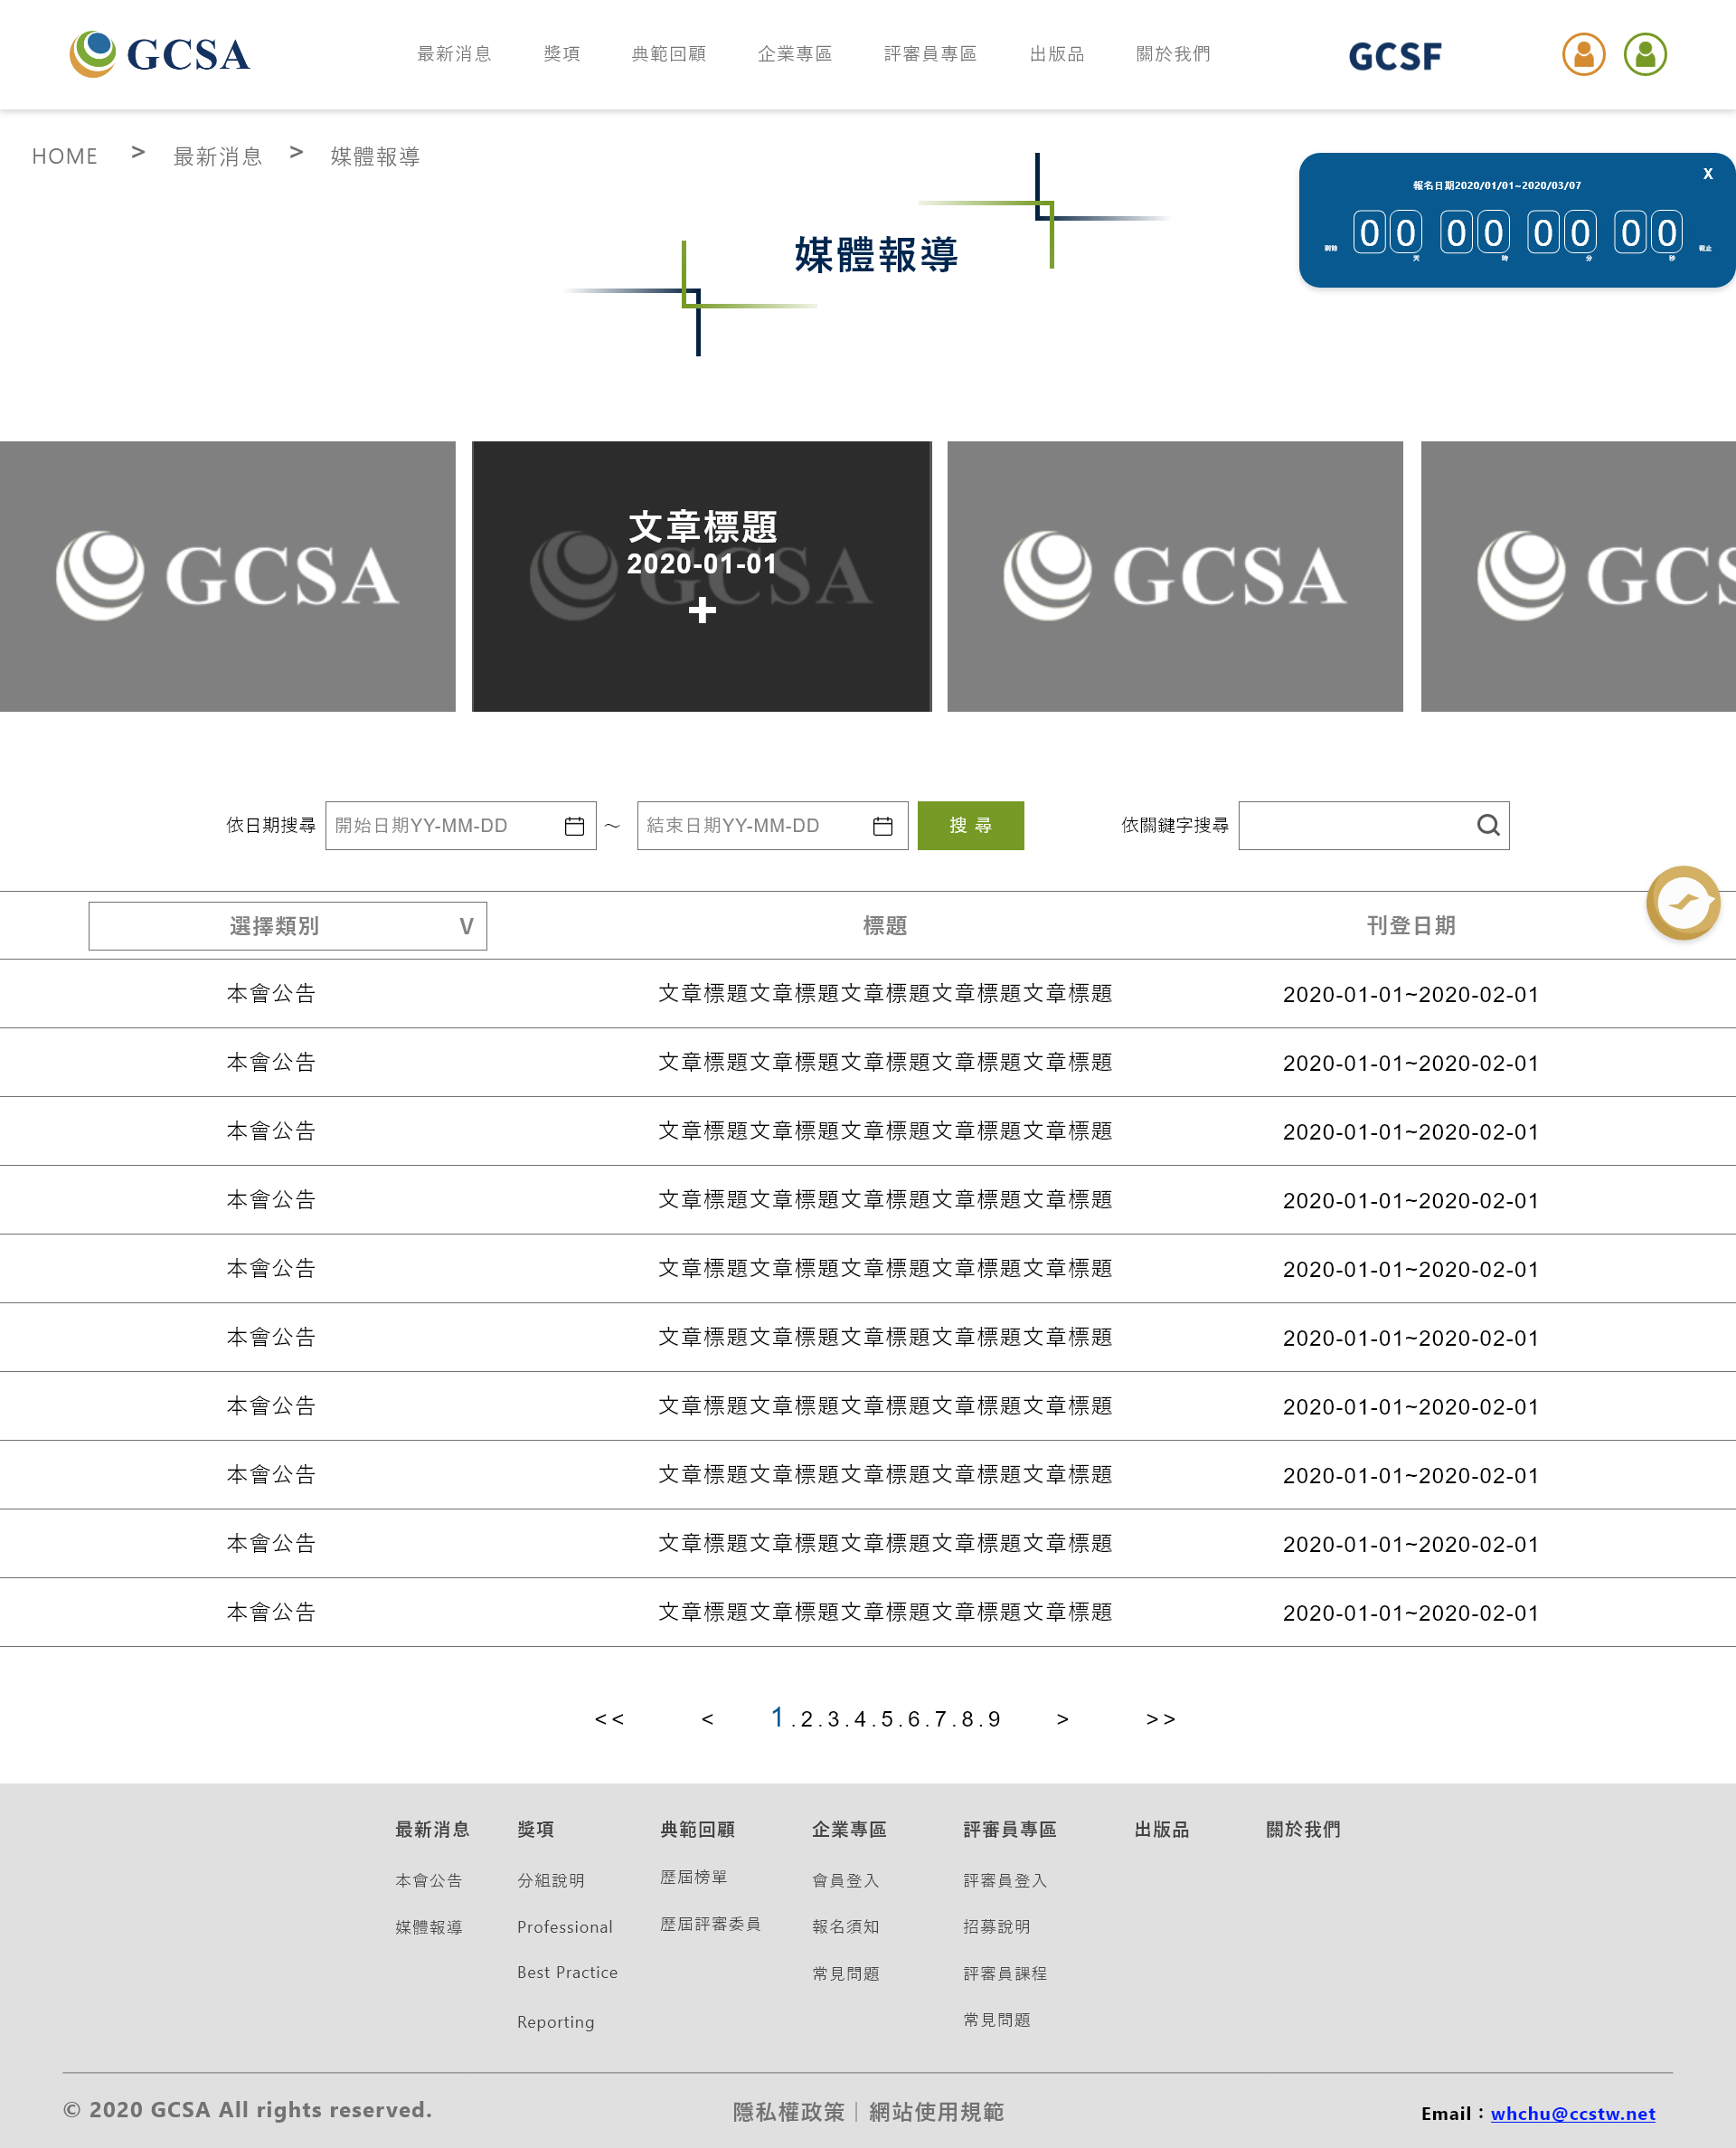 GCSA 最新消息 獎項 典範回顧 企業專區 評審員專區 出版品 關於我們 GCSF
HOME > 最新消息 > 媒體報導
X
報名日期2020/01/01~2020/03/07
剩餘 00 天 00 時 00 分 00 秒 截止
媒體報導
GCSA
文章標題
2020-01-01
+
GCSA
GCSA
GCS
依日期搜尋 開始日期YY-MM-DD ～ 結束日期YY-MM-DD 搜 尋 依關鍵字搜尋
選擇類別 V 標題 刊登日期
本會公告 文章標題文章標題文章標題文章標題文章標題 2020-01-01~2020-02-01
本會公告 文章標題文章標題文章標題文章標題文章標題 2020-01-01~2020-02-01
本會公告 文章標題文章標題文章標題文章標題文章標題 2020-01-01~2020-02-01
本會公告 文章標題文章標題文章標題文章標題文章標題 2020-01-01~2020-02-01
本會公告 文章標題文章標題文章標題文章標題文章標題 2020-01-01~2020-02-01
本會公告 文章標題文章標題文章標題文章標題文章標題 2020-01-01~2020-02-01
本會公告 文章標題文章標題文章標題文章標題文章標題 2020-01-01~2020-02-01
本會公告 文章標題文章標題文章標題文章標題文章標題 2020-01-01~2020-02-01
本會公告 文章標題文章標題文章標題文章標題文章標題 2020-01-01~2020-02-01
本會公告 文章標題文章標題文章標題文章標題文章標題 2020-01-01~2020-02-01
<< < 1.2.3.4.5.6.7.8.9 > >>
最新消息
本會公告
媒體報導
獎項
分組說明
Professional
Best Practice
Reporting
典範回顧
歷屆榜單
歷屆評審委員
企業專區
會員登入
報名須知
常見問題
評審員專區
評審員登入
招募說明
評審員課程
常見問題
出版品
關於我們
© 2020 GCSA All rights reserved.
隱私權政策｜網站使用規範
Email：whchu@ccstw.net